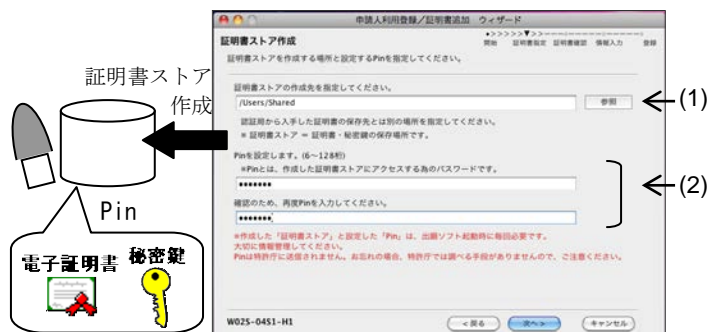 申請人利用登録/証明書追加 ウィザード
証明書ストア作成
•>>>>>▼>>
開始 証明書指定 証明書確認 情報入力 登録
証明書ストアを作成する場所と設定するPinを指定してください。
証明書ストア
作成
証明書ストアの作成先を指定してください。
/Users/Shared
参照
(1)
認証局から入手した証明書の保存先とは別の場所を指定してください。
※ 証明書ストア = 証明書・秘密鍵の保存場所です。
Pinを設定します。(6〜128桁)
※Pinとは、作成した証明書ストアにアクセスする為のパスワードです。
•••••••
(2)
確認のため、再度Pinを入力してください。
•••••••
Pin
電子証明書 秘密鍵
※作成した「証明書ストア」と設定した「Pin」は、出願ソフト起動時に毎回必要です。
大切に情報管理してください。
Pinは特許庁に送信されません。お忘れの場合、特許庁では調べる手段がありませんので、ご注意ください。
W025-0451-H1
<戻る
次へ>
キャンセル